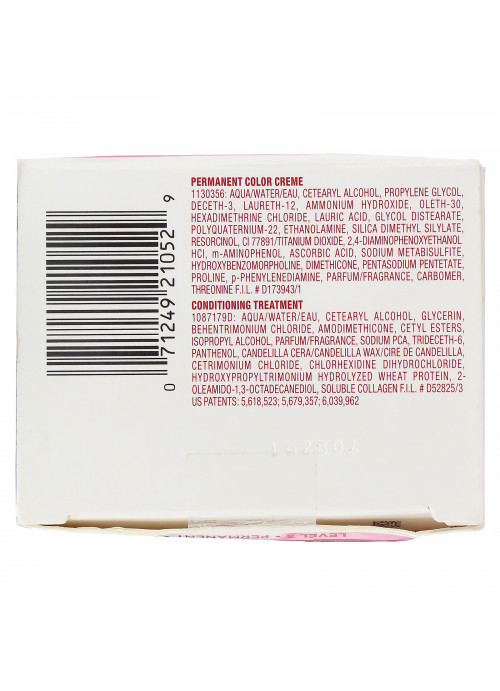 PERMANENT COLOR CREME
1130356: AQUA/WATER/EAU, CETEARYL ALCOHOL, PROPYLENE GLYCOL,
DECETH-3, LAURETH-12, AMMONIUM HYDROXIDE, OLETH-30,
HEXADIMETHRINE CHLORIDE, LAURIC ACID, GLYCOL DISTEARATE,
POLYQUATERNIUM-22, ETHANOLAMINE, SILICA DIMETHYL SILYLATE,
RESORCINOL, CI 77891/TITANIUM DIOXIDE, 2,4-DIAMINOPHENOXYETHANOL
HCl, m-AMINOPHENOL, ASCORBIC ACID, SODIUM METABISULFITE,
HYDROXYBENZOMORPHOLINE, DIMETHICONE, PENTASODIUM PENTETATE,
PROLINE, p-PHENYLENEDIAMINE, PARFUM/FRAGRANCE, CARBOMER,
THREONINE F.I.L. # D173943/1
CONDITIONING TREATMENT
1087179D: AQUA/WATER/EAU, CETEARYL ALCOHOL, GLYCERIN,
BEHENTRIMONIUM CHLORIDE, AMODIMETHICONE, CETYL ESTERS,
ISOPROPYL ALCOHOL, PARFUM/FRAGRANCE, SODIUM PCA, TRIDECETH-6,
PANTHENOL, CANDELILLA CERA/CANDELILLA WAX/CIRE DE CANDELILLA,
CETRIMONIUM CHLORIDE, CHLORHEXIDINE DIHYDROCHLORIDE,
HYDROXYPROPYLTRIMONIUM HYDROLYZED WHEAT PROTEIN, 2-
OLEAMIDO-1,3-OCTADECANEDIOL, SOLUBLE COLLAGEN F.I.L. # D52825/3
US PATENTS: 5,618,523; 5,679,357; 6,039,962
0 71249 21052 9
LEVEL 3 • PERMANENT